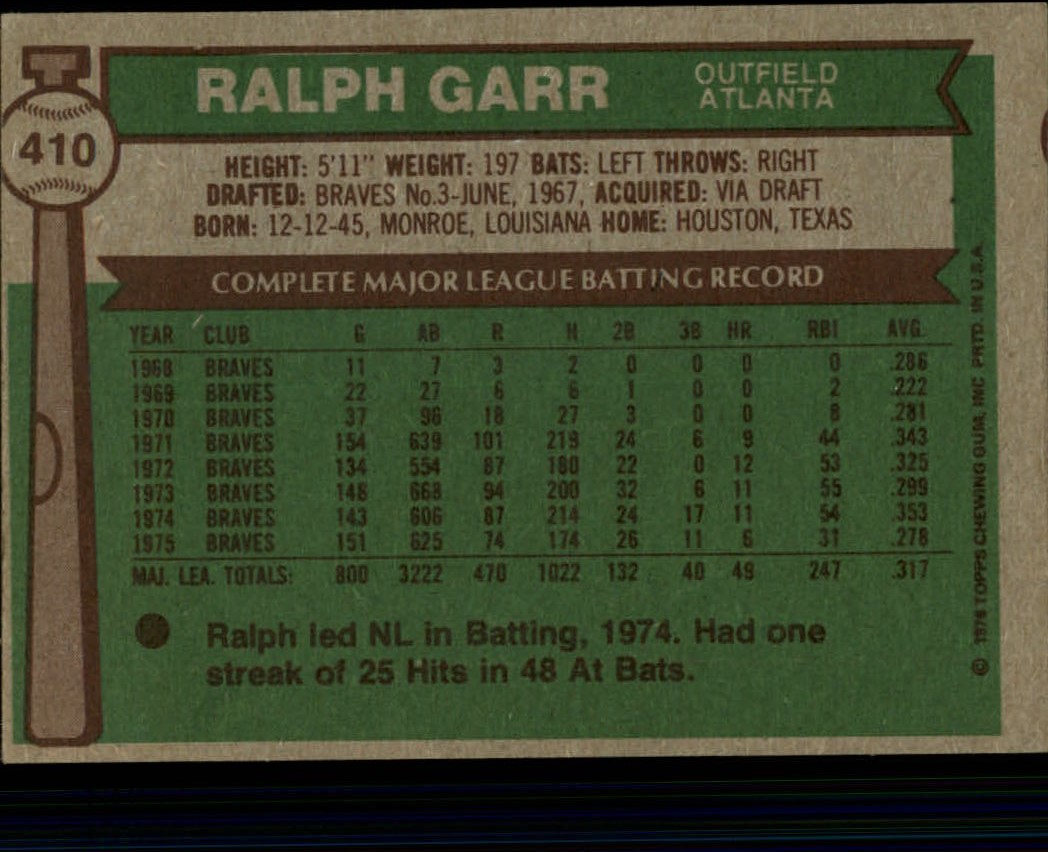 RALPH GARR
OUTFIELD
ATLANTA
410
HEIGHT: 5'11" WEIGHT: 197 BATS: LEFT THROWS: RIGHT
DRAFTED: BRAVES No.3-JUNE, 1967, ACQUIRED: VIA DRAFT
BORN: 12-12-45, MONROE, LOUISIANA HOME: HOUSTON, TEXAS
COMPLETE MAJOR LEAGUE BATTING RECORD
YEAR CLUB G AB R H 2B 3B HR RBI AVG.
1968 BRAVES 11 7 3 2 0 0 0 0 .286
1969 BRAVES 22 27 6 6 1 0 0 2 .222
1970 BRAVES 37 96 18 27 3 0 0 8 .281
1971 BRAVES 154 639 101 219 24 6 9 44 .343
1972 BRAVES 134 554 87 180 22 0 12 53 .325
1973 BRAVES 148 668 94 200 32 6 11 55 .299
1974 BRAVES 143 606 87 214 24 17 11 54 .353
1975 BRAVES 151 625 74 174 26 11 6 31 .278
MAJ. LEA. TOTALS: 800 3222 470 1022 132 40 49 247 .317
Ralph led NL in Batting, 1974. Had one
streak of 25 Hits in 48 At Bats.
© 1976 TOPPS CHEWING GUM, INC. PRTD. IN U.S.A.